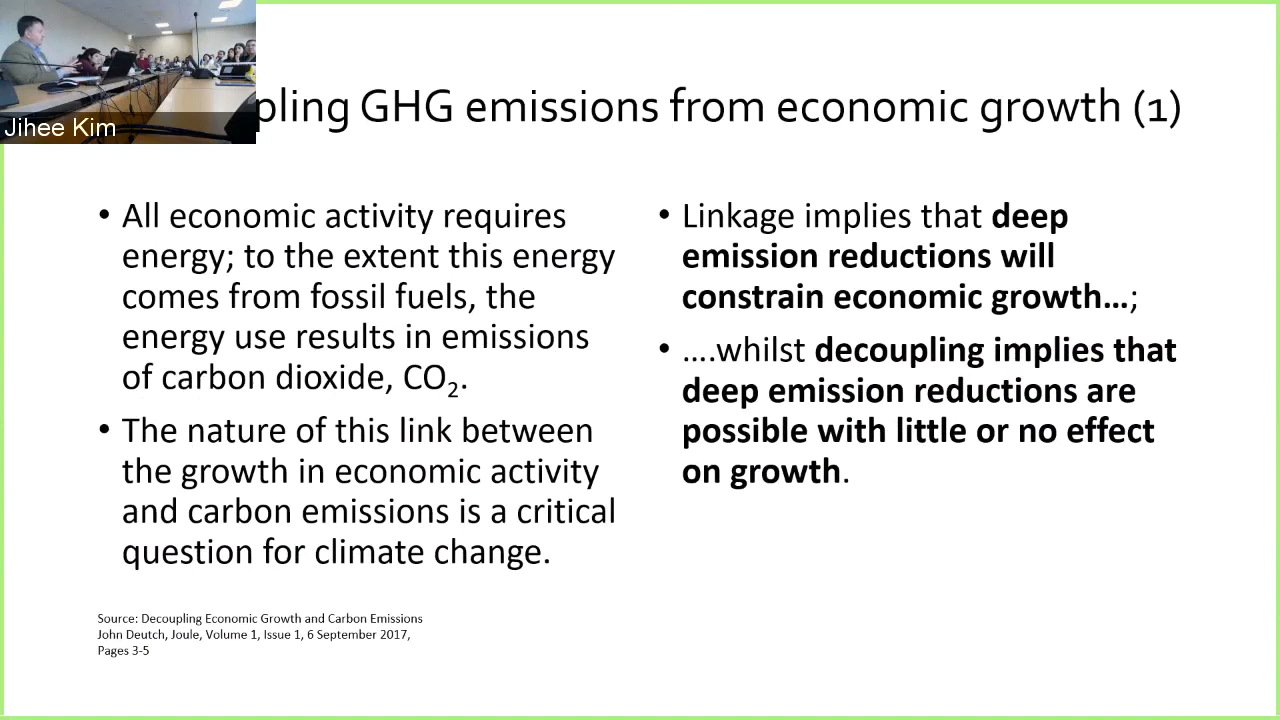 Jihee Kim
pling GHG emissions from economic growth (1)
• All economic activity requires
energy; to the extent this energy
comes from fossil fuels, the
energy use results in emissions
of carbon dioxide, CO₂.
• The nature of this link between
the growth in economic activity
and carbon emissions is a critical
question for climate change.
• Linkage implies that deep
emission reductions will
constrain economic growth…;
• ….whilst decoupling implies that
deep emission reductions are
possible with little or no effect
on growth.
Source: Decoupling Economic Growth and Carbon Emissions
John Deutch, Joule, Volume 1, Issue 1, 6 September 2017,
Pages 3-5